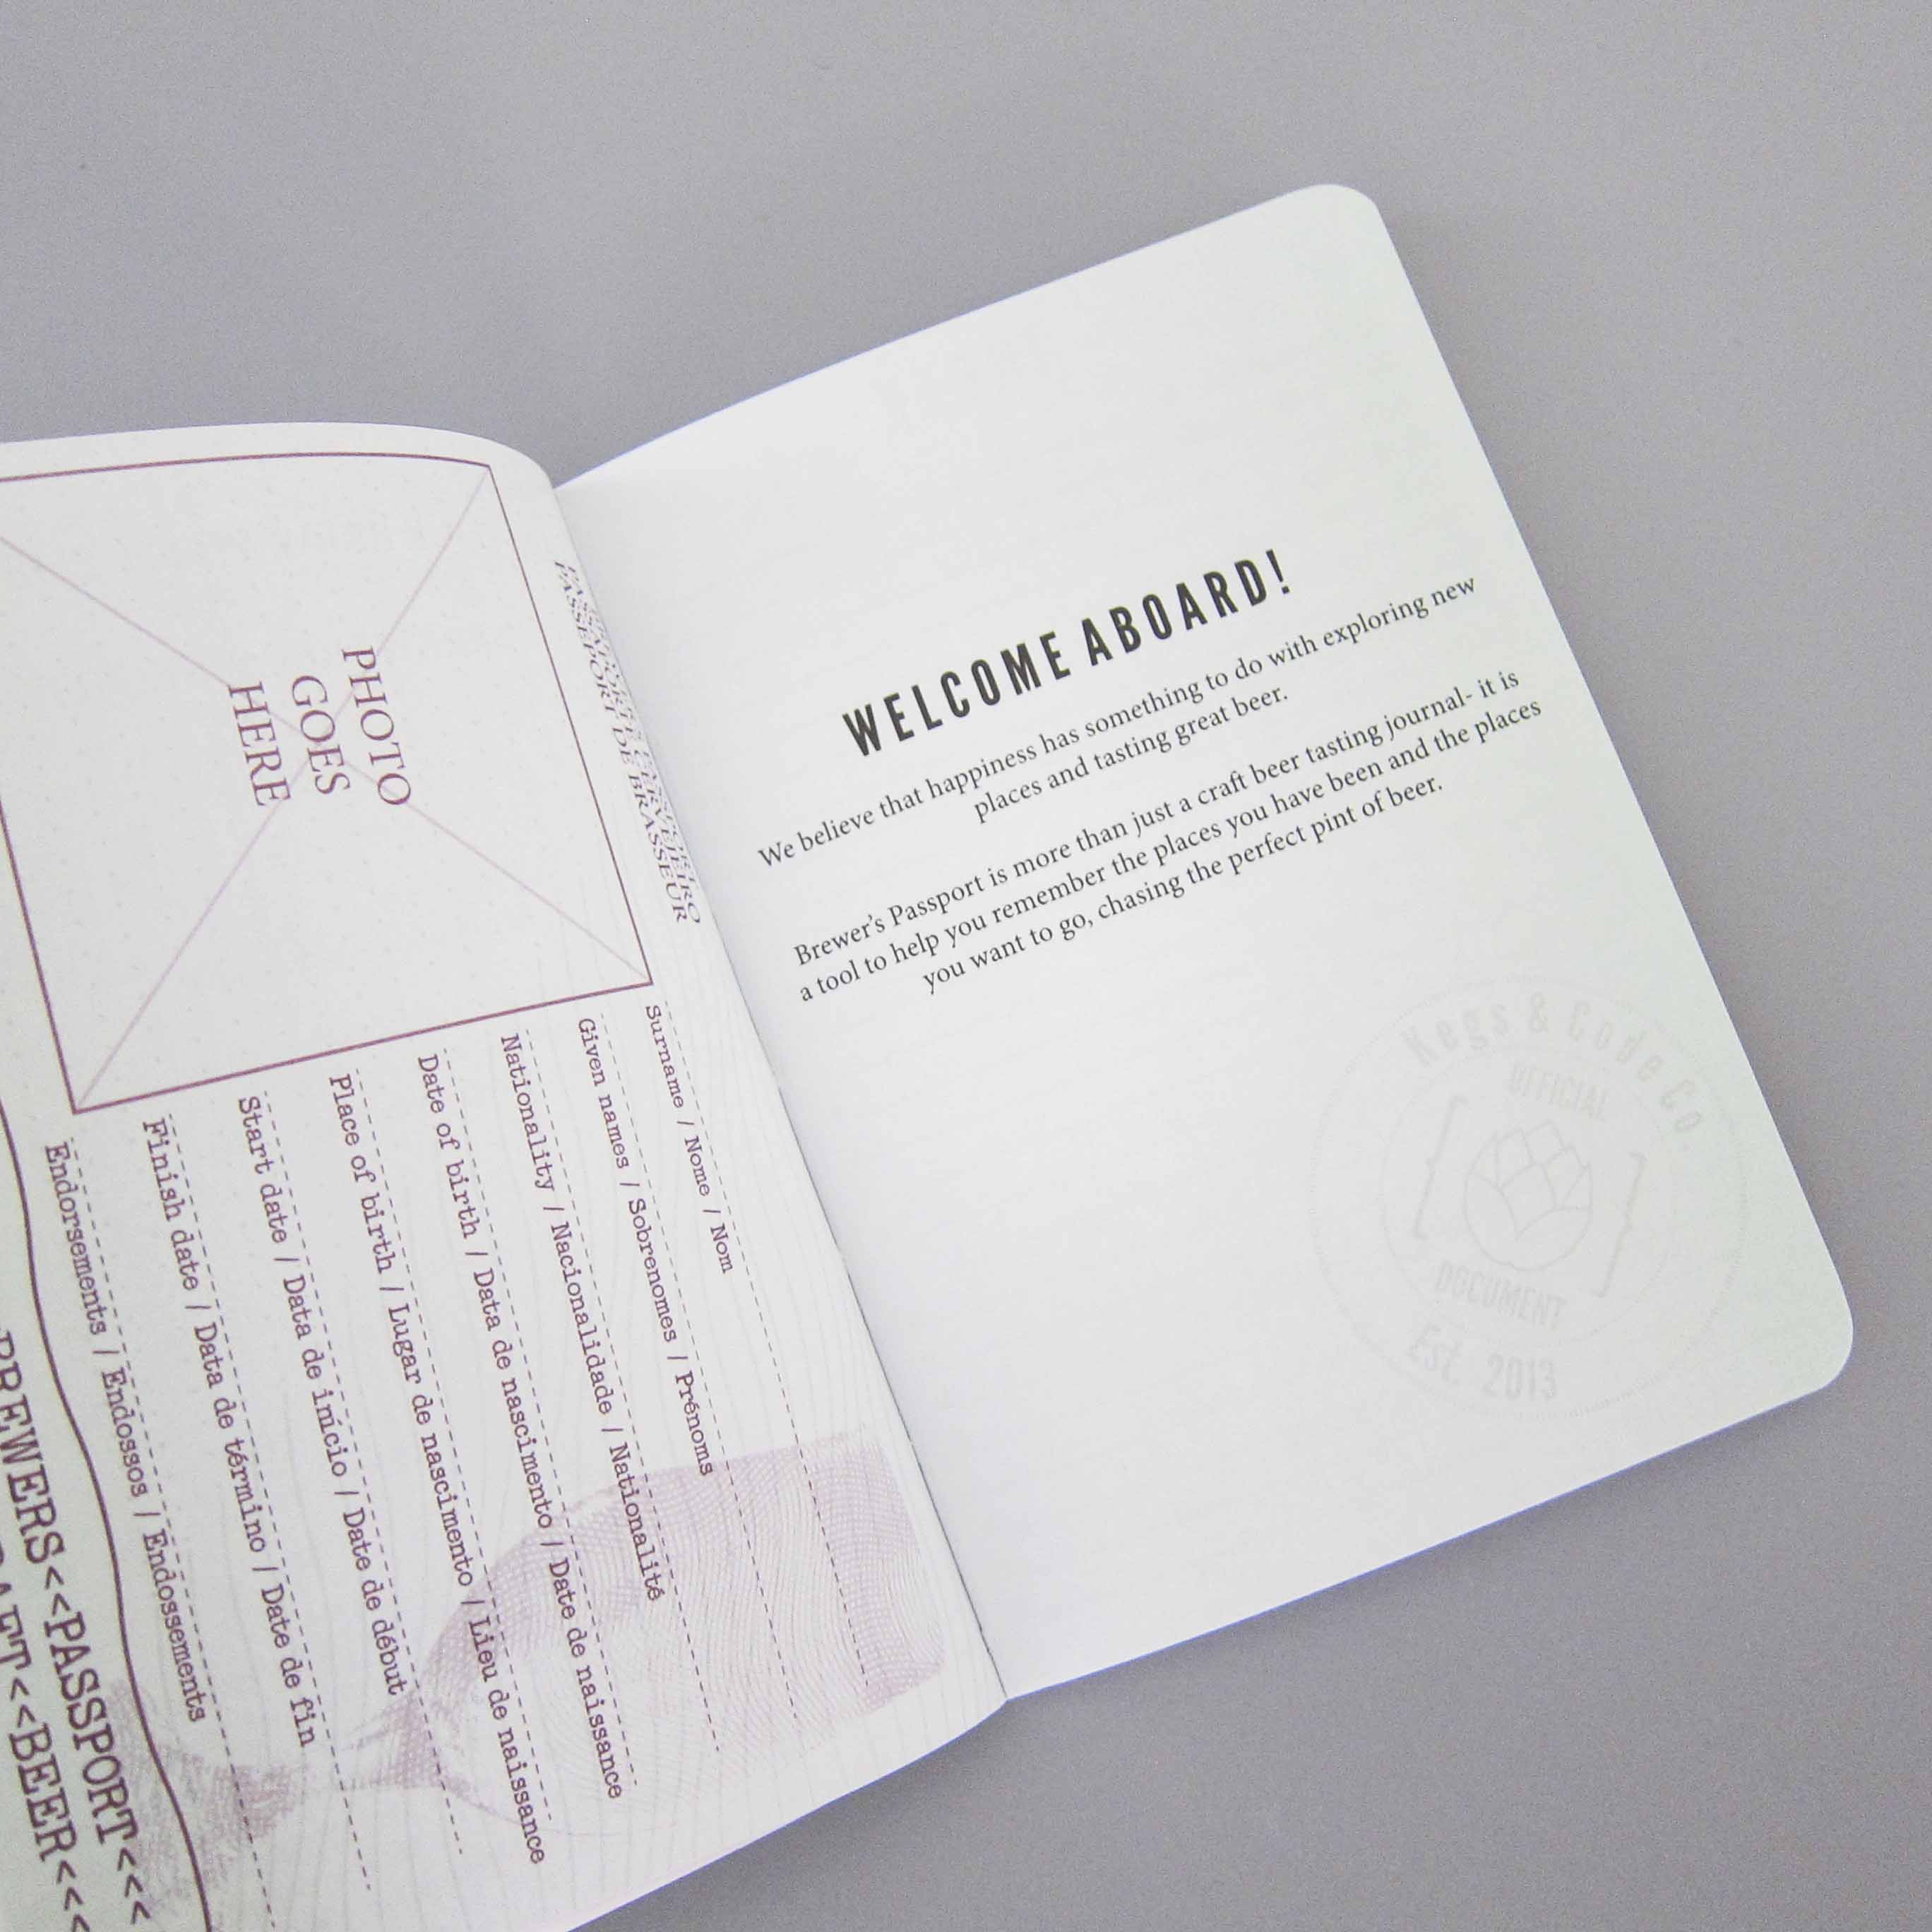 PASSAPORTE CERVEJEIRO
PASSEPORT DE BRASSEUR
PHOTO
GOES
HERE
Surname / Nome / Nom
Given names / Sobrenomes / Prénoms
Nationality / Nacionalidade / Nationalité
Date of birth / Data de nascimento / Date de naissance
Place of birth / Lugar de nascimento / Lieu de naissance
Start date / Data de início / Date de début
Finish date / Data de término / Date de fin
Endorsements / Endossos / Endossements
BREWERS<<PASSPORT<<<
<<BEER<<<
WELCOME ABOARD!
We believe that happiness has something to do with exploring new
places and tasting great beer.
Brewer's Passport is more than just a craft beer tasting journal- it is
a tool to help you remember the places you have been and the places
you want to go, chasing the perfect pint of beer.
Kegs & Code Co.
OFFICIAL
DOCUMENT
Est. 2013